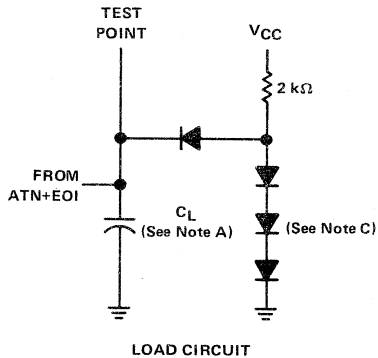 TEST
POINT
VCC
2 kΩ
FROM
ATN+EOI
CL
(See Note A)
(See Note C)
LOAD CIRCUIT